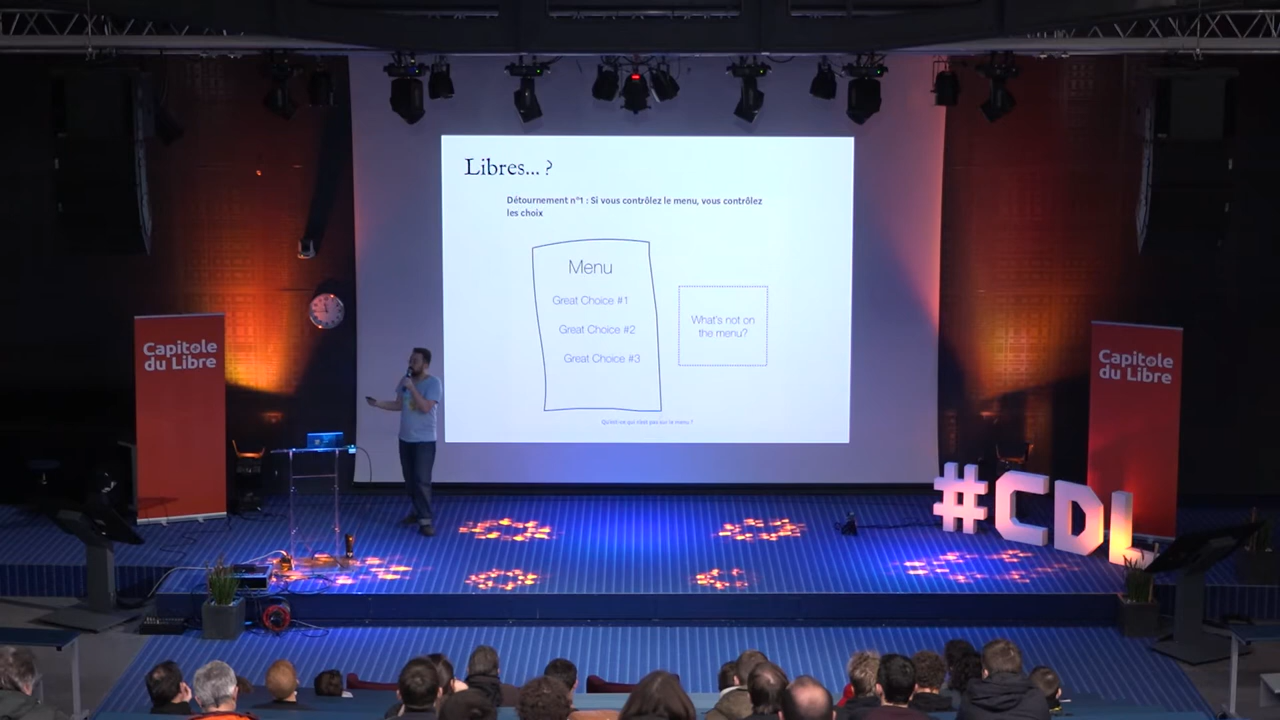 Libres... ?
Détournement n°1 : Si vous contrôlez le menu, vous contrôlez
les choix
Menu
Great Choice #1
Great Choice #2
Great Choice #3
What's not on
the menu?
Qu'est-ce qui n'est pas sur le menu ?
Capitole
du Libre
Capitole
du Libre
#CDL